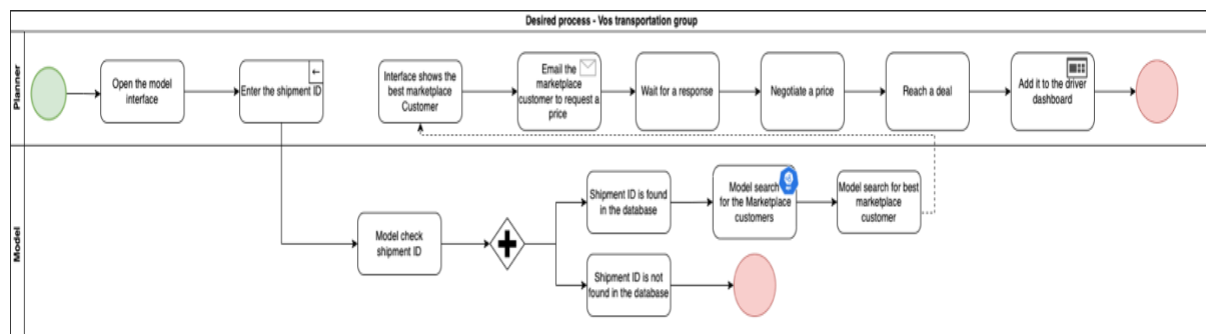 Desired process - Vos transportation group
Planner
Open the model
interface
Enter the shipment ID
Interface shows the
best marketplace
Customer
Email the
marketplace
customer to request a
price
Wait for a response
Negotiate a price
Reach a deal
Add it to the driver
dashboard
Model
Model check
shipment ID
Shipment ID is found
in the database
Model search
for the Marketplace
customers
Model search for best
marketplace
customer
Shipment ID is not
found in the database